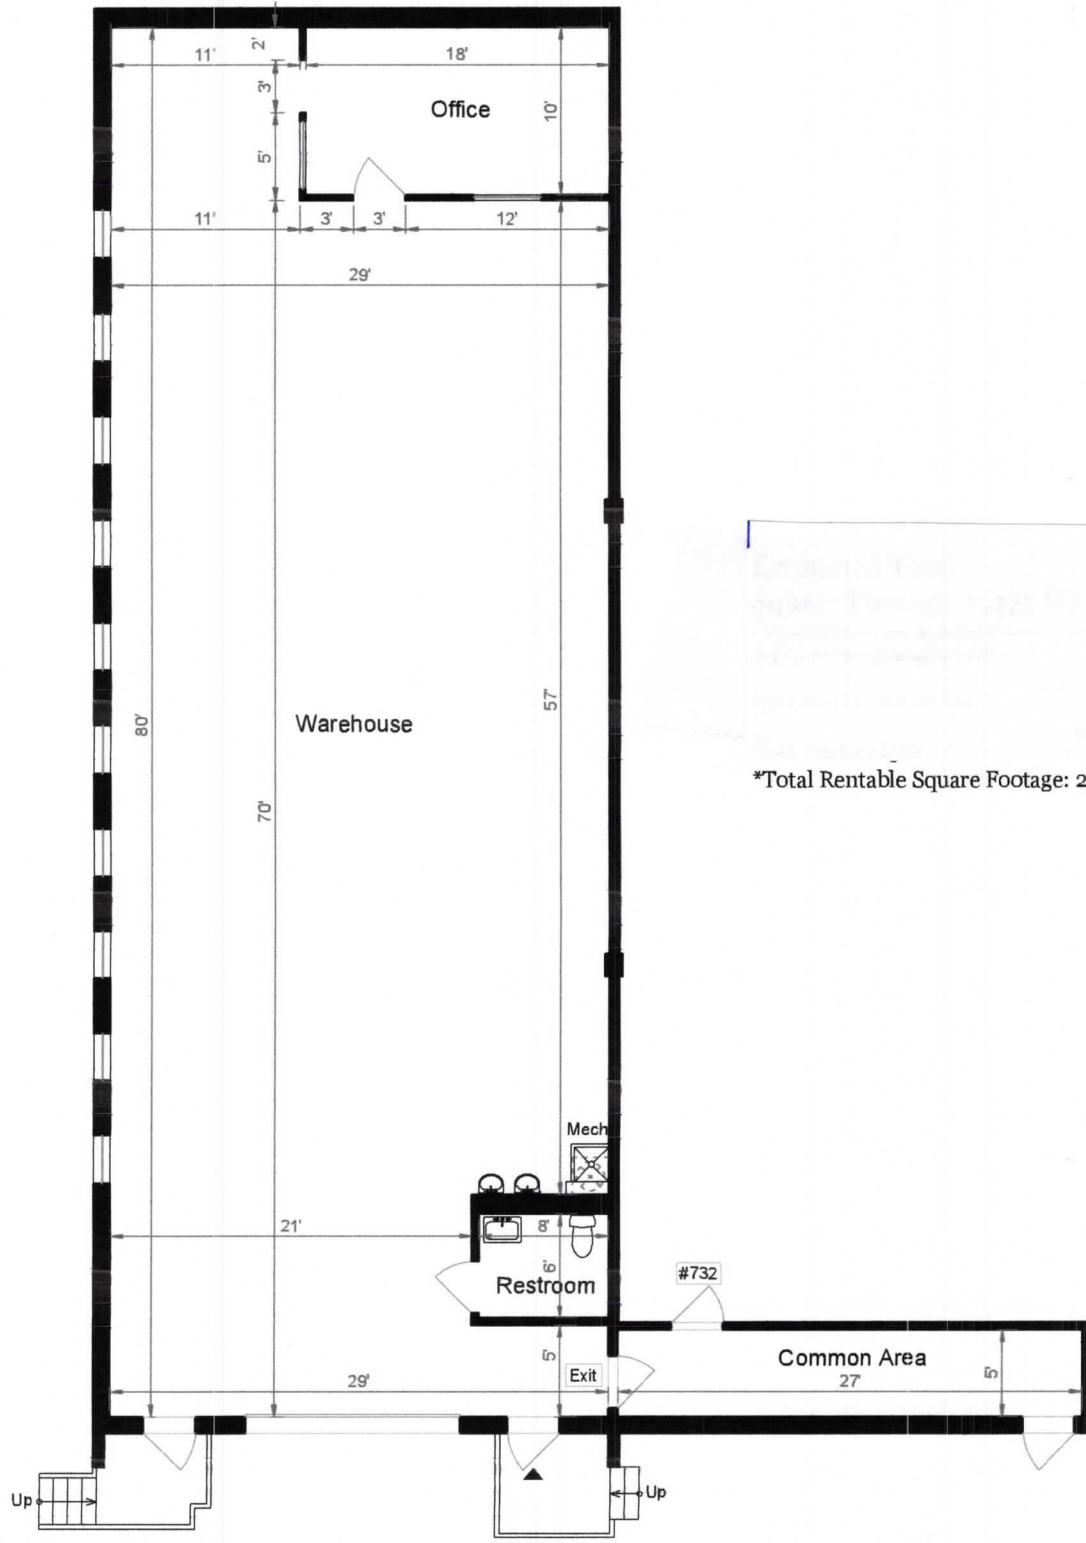 2'
11'
18'
3'
Office
10'
5'
11'
3'
3'
12'
29'
57'
80'
Warehouse
*Total Rentable Square Footage: 2
70'
Mech
21'
8'
6'
#732
Restroom
5'
Common Area
Exit
29'
27'
5'
Up
Up